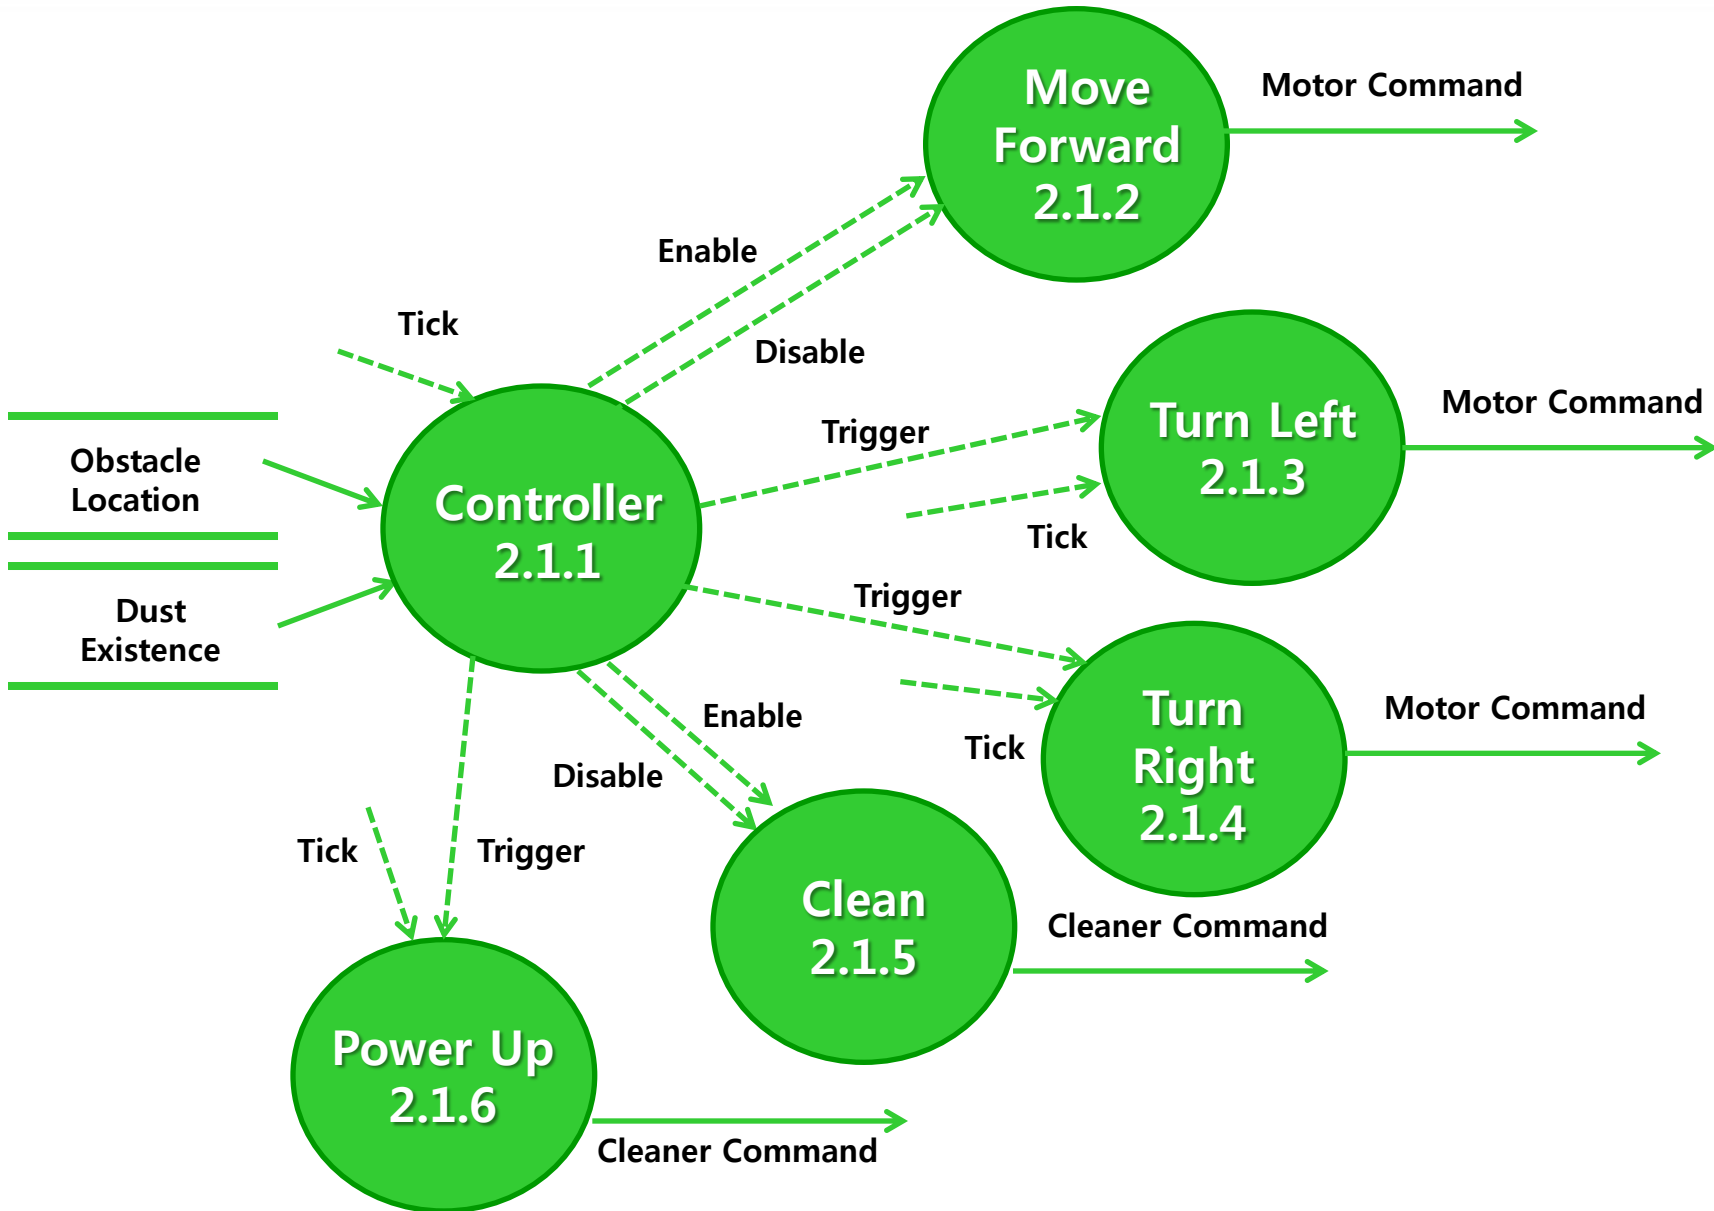 Move
Forward
2.1.2
Motor Command
Enable
Tick
Disable
Turn Left
2.1.3
Motor Command
Trigger
Tick
Obstacle
Location
Controller
2.1.1
Dust
Existence
Trigger
Tick
Turn
Right
2.1.4
Motor Command
Enable
Disable
Tick
Trigger
Clean
2.1.5
Cleaner Command
Power Up
2.1.6
Cleaner Command